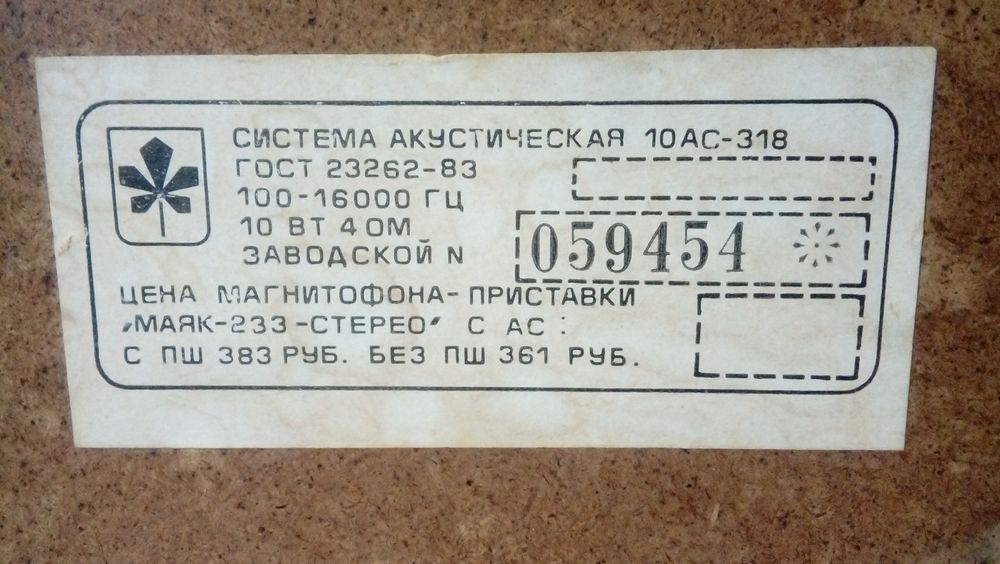 СИСТЕМА АКУСТИЧЕСКАЯ 10АС-318
ГОСТ 23262-83
100-16000 ГЦ
10 ВТ 4 ОМ
ЗАВОДСКОЙ N 059454
ЦЕНА МАГНИТОФОНА-ПРИСТАВКИ
"МАЯК-233-СТЕРЕО" С АС:
С ПШ 383 РУБ. БЕЗ ПШ 361 РУБ.